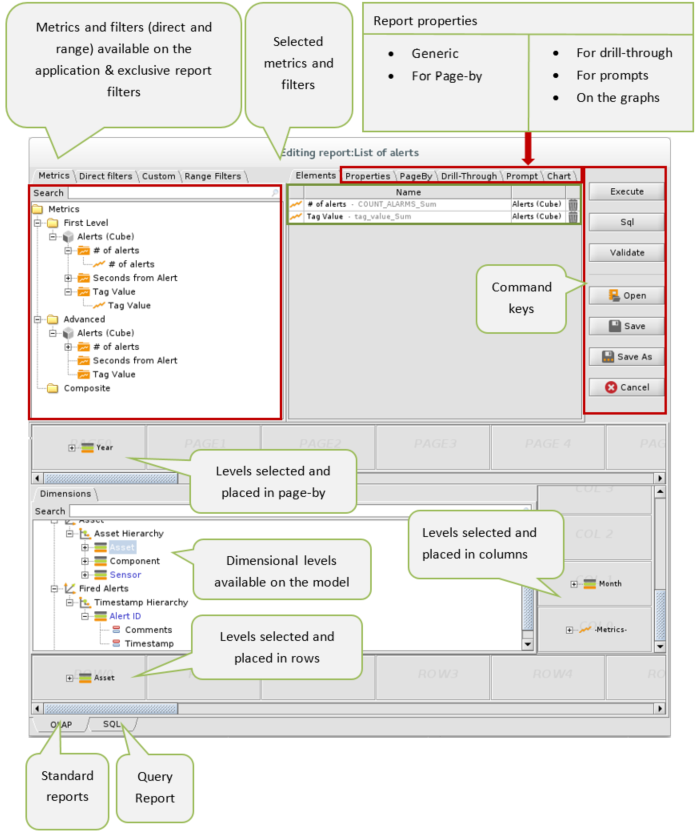 Metrics and filters (direct and
range) available on the
application & exclusive report
filters
Selected
metrics and
filters
Report properties
• Generic
• For Page-by
• For drill-through
• For prompts
• On the graphs
Editing report:List of alerts
Metrics
Direct filters
Custom
Range Filters
Search
Metrics
First Level
Alerts (Cube)
# of alerts
# of alerts
Seconds from Alert
Tag Value
Tag Value
Advanced
Alerts (Cube)
# of alerts
Seconds from Alert
Tag Value
Composite
Elements
Properties
PageBy
Drill-Through
Prompt
Chart
Name
# of alerts - COUNT_ALARMS_Sum Alerts (Cube)
Tag Value - tag_value_Sum Alerts (Cube)
Execute
Sql
Validate
Open
Save
Save As
Cancel
Command
keys
Year
PAGE1
PAGE2
PAGE3
PAGE 4
PAG
Levels selected and
placed in page-by
Dimensions
Search
Asset
Asset Hierarchy
Asset
Component
Sensor
Fired Alerts
Timestamp Hierarchy
Alert ID
Comments
Timestamp
Dimensional levels
available on the model
Levels selected and
placed in columns
COL 3
COL 2
Month
-Metrics-
Levels selected and
placed in rows
Asset
ROW3
ROW4
RO
SQL
Standard
reports
Query
Report